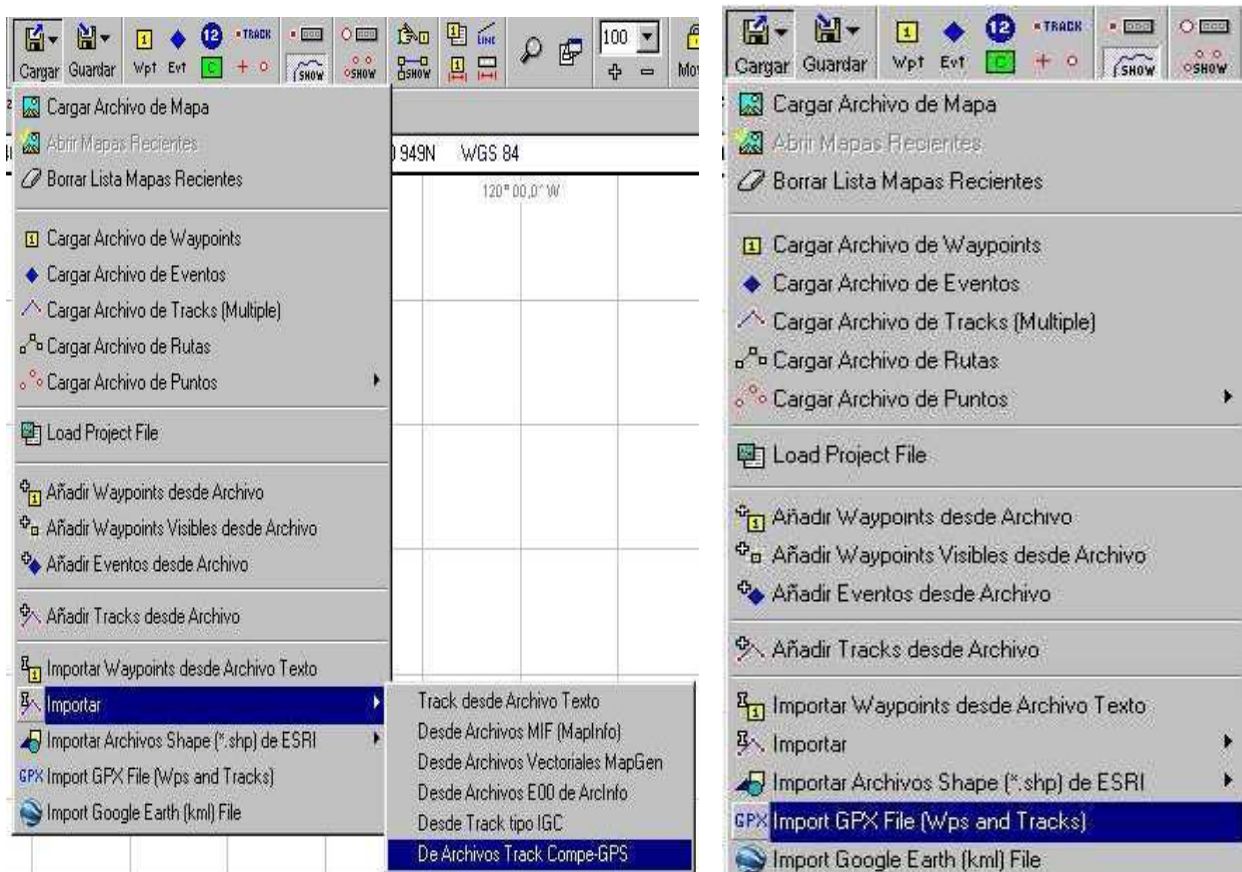 12 TRACK 100
Cargar Guardar Wpt Evt C SHOW SHOW SHOW
LINK
Cargar Archivo de Mapa
Abrir Mapas Recientes
949N WGS 84
Borrar Lista Mapas Recientes
120° 00,0' W
Cargar Archivo de Waypoints
Cargar Archivo de Eventos
Cargar Archivo de Tracks (Multiple)
Cargar Archivo de Rutas
Cargar Archivo de Puntos
Load Project File
Añadir Waypoints desde Archivo
Añadir Waypoints Visibles desde Archivo
Añadir Eventos desde Archivo
Añadir Tracks desde Archivo
Importar Waypoints desde Archivo Texto
Importar
Importar Archivos Shape (*.shp) de ESRI
GPX Import GPX File (Wps and Tracks)
Import Google Earth (kml) File
Track desde Archivo Texto
Desde Archivos MIF (MapInfo)
Desde Archivos Vectoriales MapGen
Desde Archivos E00 de ArcInfo
Desde Track tipo IGC
De Archivos Track Compe-GPS
12 TRACK
Cargar Guardar Wpt Evt C SHOW SHOW
Cargar Archivo de Mapa
Abrir Mapas Recientes
Borrar Lista Mapas Recientes
Cargar Archivo de Waypoints
Cargar Archivo de Eventos
Cargar Archivo de Tracks (Multiple)
Cargar Archivo de Rutas
Cargar Archivo de Puntos
Load Project File
Añadir Waypoints desde Archivo
Añadir Waypoints Visibles desde Archivo
Añadir Eventos desde Archivo
Añadir Tracks desde Archivo
Importar Waypoints desde Archivo Texto
Importar
Importar Archivos Shape (*.shp) de ESRI
GPX Import GPX File (Wps and Tracks)
Import Google Earth (kml) File